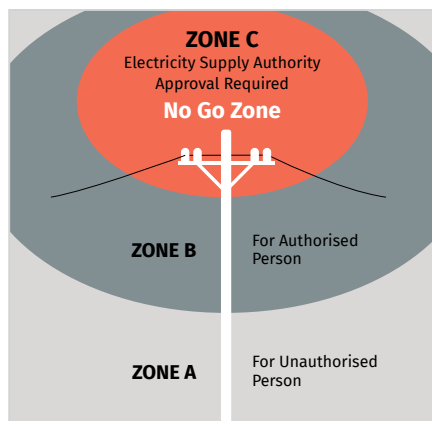 ZONE C
Electricity Supply Authority
Approval Required
No Go Zone
ZONE B
For Authorised
Person
ZONE A
For Unauthorised
Person